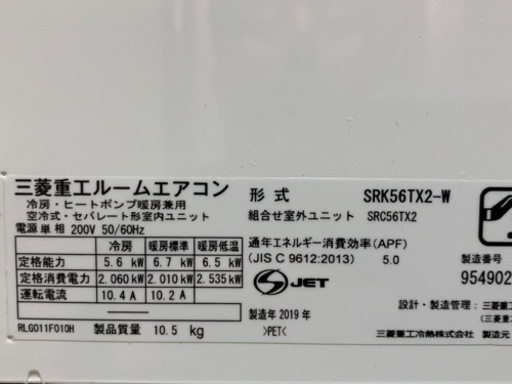 三菱重工ルームエアコン
冷房・ヒートポンプ暖房兼用
空冷式・セパレート形室内ユニット
電源単相 200V 50/60Hz
冷房 暖房標準 暖房低温
定格能力 5.6 kW 6.7 kW 6.5 kW
定格消費電力 2.060kW 2.010kW 2.535kW
運転電流 10.4 A 10.2 A
RLG011F010H 製品質量 10.5 kg
形式 SRK56TX2-W
組合せ室外ユニット SRC56TX2
通年エネルギー消費効率(APF)
(JIS C 9612:2013) 5.0
JET
製造年 2019 年
>PET<
製造番号
954902
設計・製造管理：三菱重
(三菱重
三菱重工冷熱株式会社 製造元